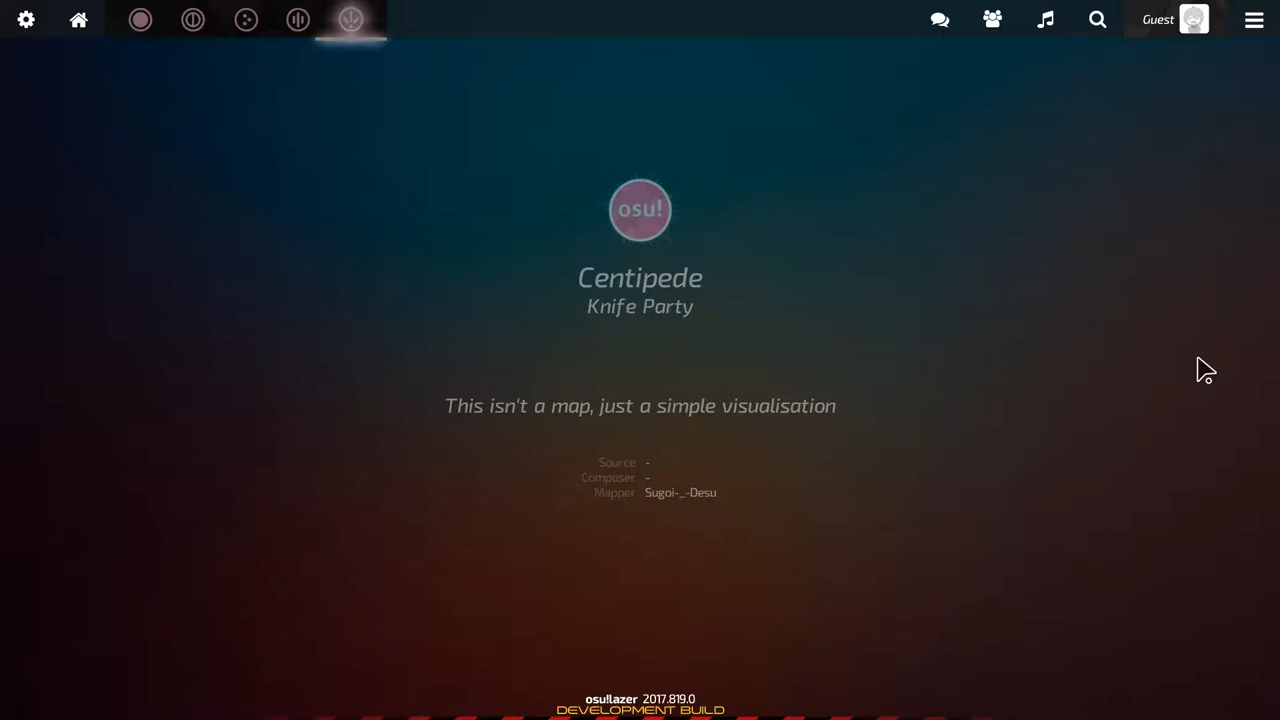 Guest
osu!
Centipede
Knife Party
This isn't a map, just a simple visualisation
Source -
Composer -
Mapper Sugoi-_-Desu
osu!lazer 2017.819.0
DEVELOPMENT BUILD